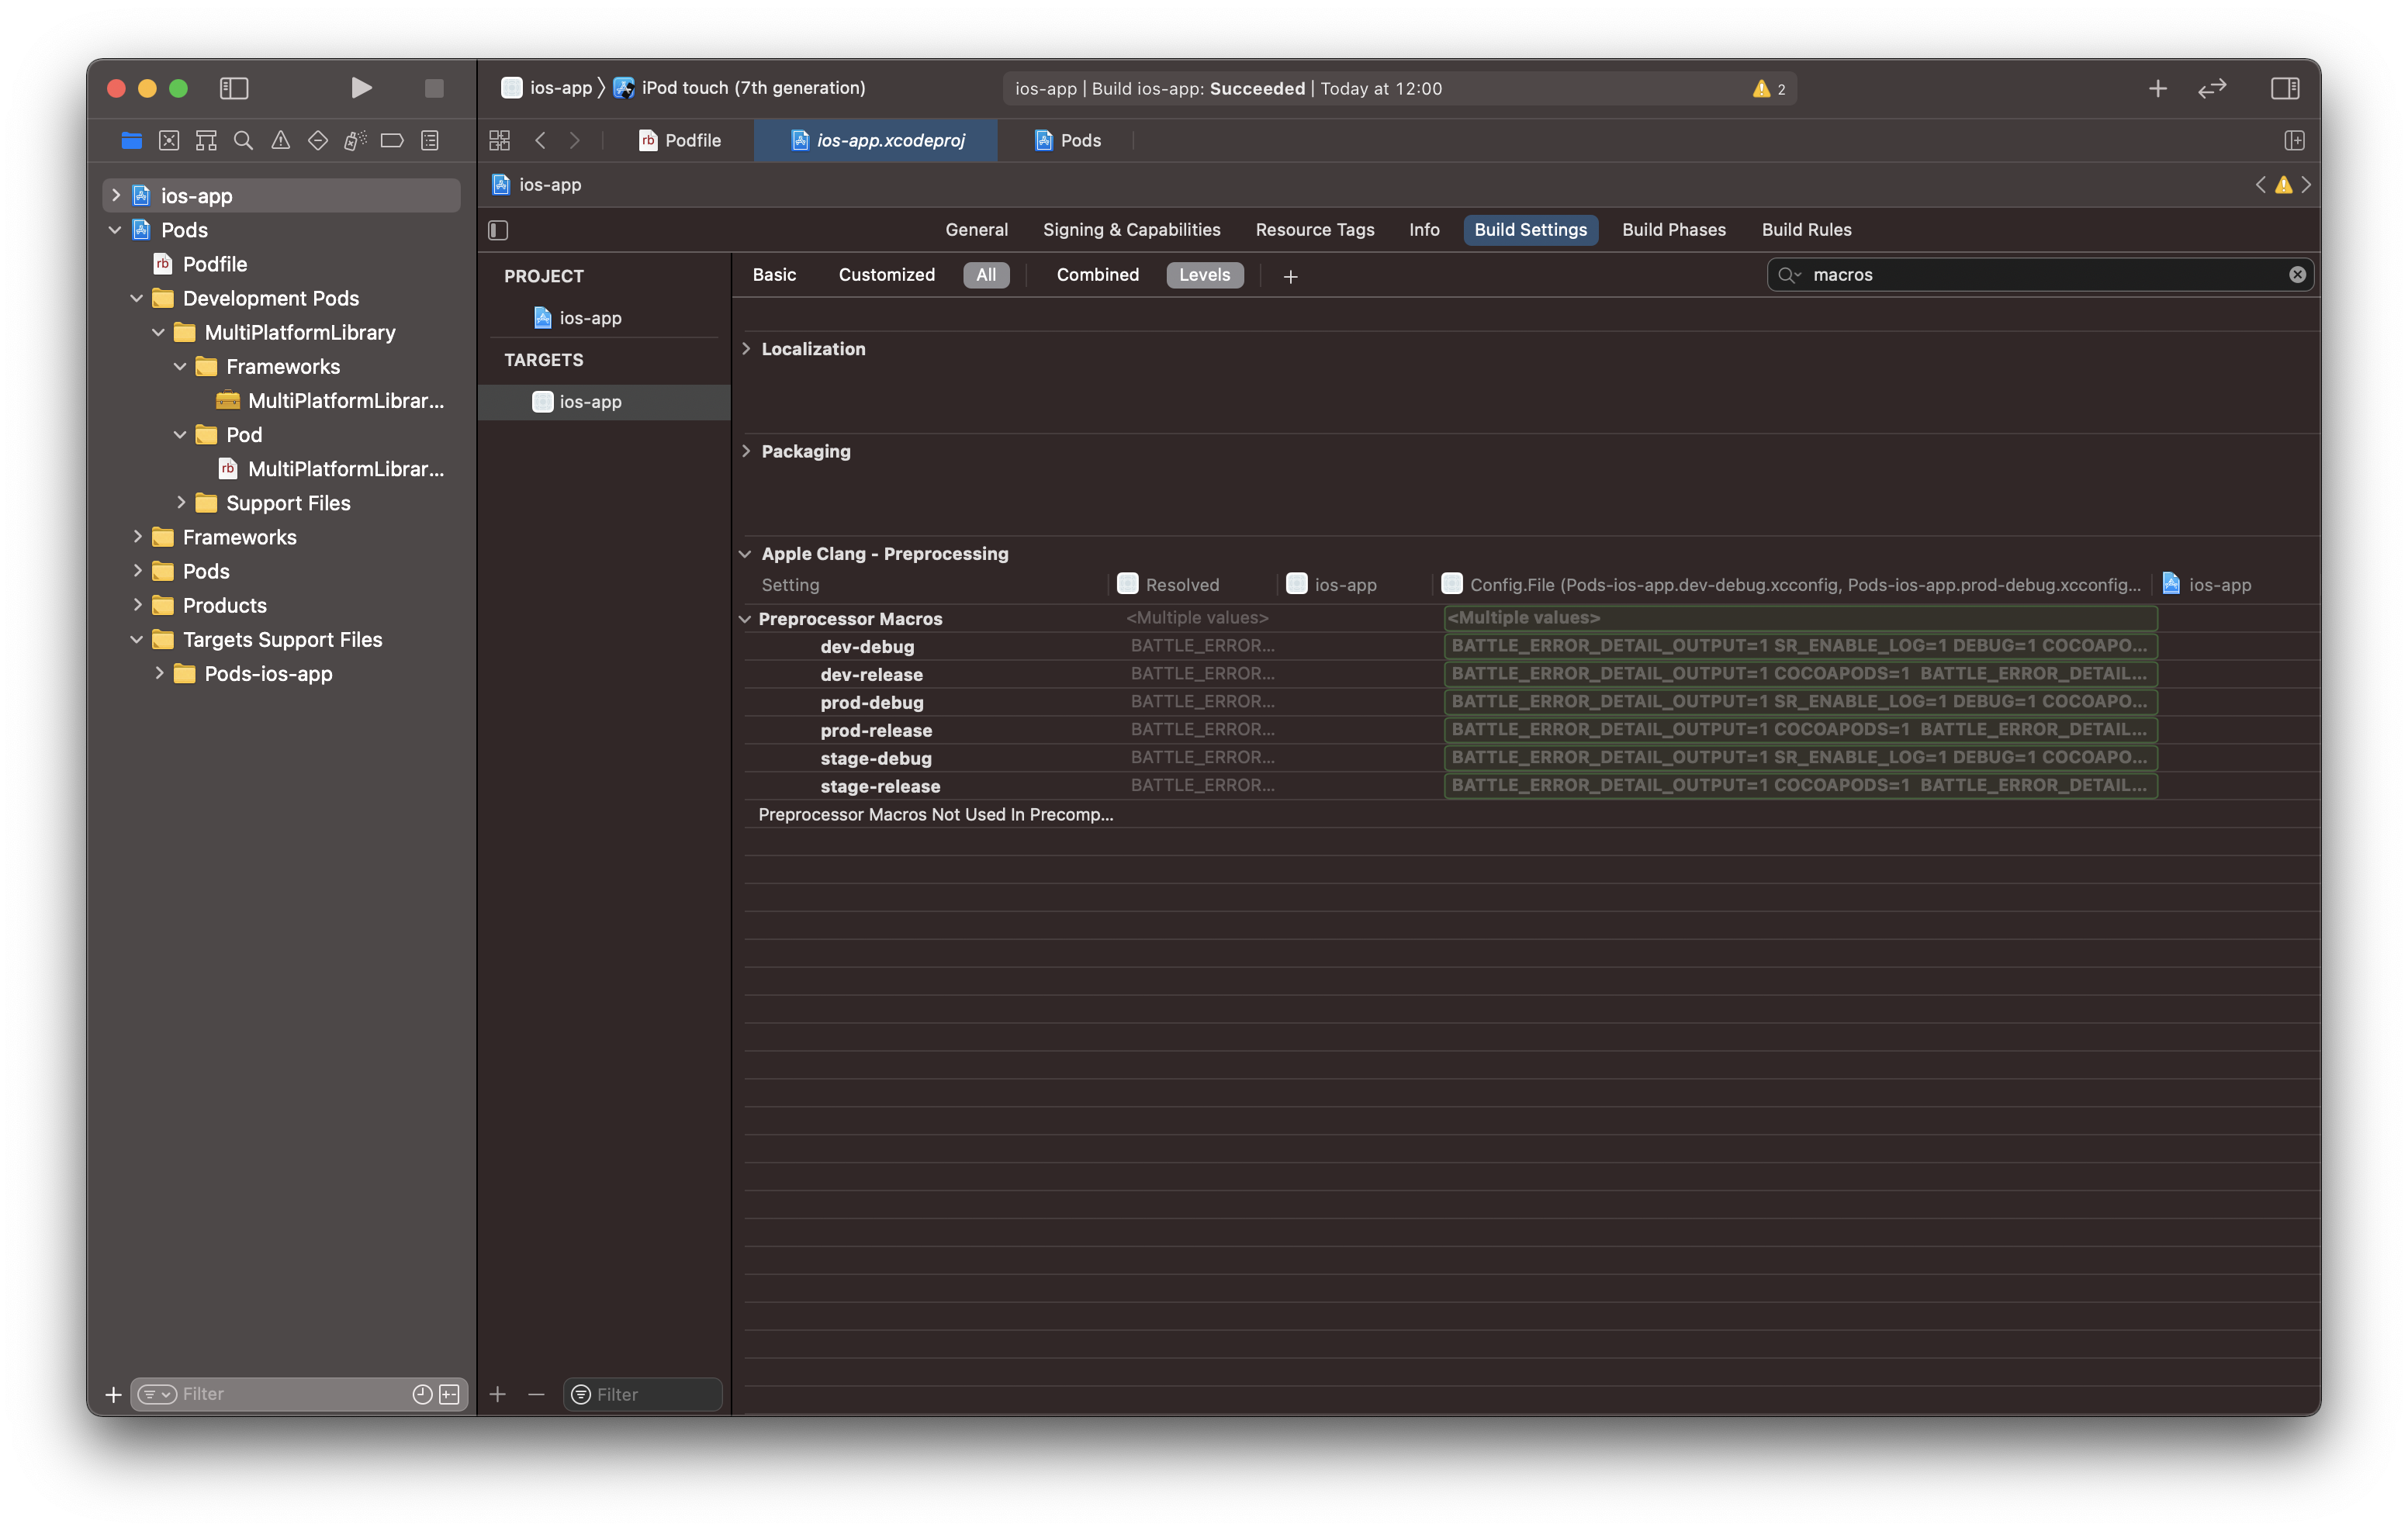 ios-app
iPod touch (7th generation)
ios-app | Build ios-app: Succeeded | Today at 12:00
2
rb Podfile
ios-app.xcodeproj
Pods
ios-app
ios-app
Pods
rb Podfile
Development Pods
MultiPlatformLibrary
Frameworks
MultiPlatformLibrar...
Pod
rb MultiPlatformLibrar...
Support Files
Frameworks
Pods
Products
Targets Support Files
Pods-ios-app
Filter
General
Signing & Capabilities
Resource Tags
Info
Build Settings
Build Phases
Build Rules
PROJECT
ios-app
TARGETS
ios-app
Filter
Basic
Customized
All
Combined
Levels
macros
Localization
Packaging
Apple Clang - Preprocessing
Setting Resolved ios-app Config.File (Pods-ios-app.dev-debug.xcconfig, Pods-ios-app.prod-debug.xcconfig... ios-app
Preprocessor Macros <Multiple values> <Multiple values>
dev-debug BATTLE_ERROR... BATTLE_ERROR_DETAIL_OUTPUT=1 SR_ENABLE_LOG=1 DEBUG=1 COCOAPO...
dev-release BATTLE_ERROR... BATTLE_ERROR_DETAIL_OUTPUT=1 COCOAPODS=1 BATTLE_ERROR_DETAIL...
prod-debug BATTLE_ERROR... BATTLE_ERROR_DETAIL_OUTPUT=1 SR_ENABLE_LOG=1 DEBUG=1 COCOAPO...
prod-release BATTLE_ERROR... BATTLE_ERROR_DETAIL_OUTPUT=1 COCOAPODS=1 BATTLE_ERROR_DETAIL...
stage-debug BATTLE_ERROR... BATTLE_ERROR_DETAIL_OUTPUT=1 SR_ENABLE_LOG=1 DEBUG=1 COCOAPO...
stage-release BATTLE_ERROR... BATTLE_ERROR_DETAIL_OUTPUT=1 COCOAPODS=1 BATTLE_ERROR_DETAIL...
Preprocessor Macros Not Used In Precomp...